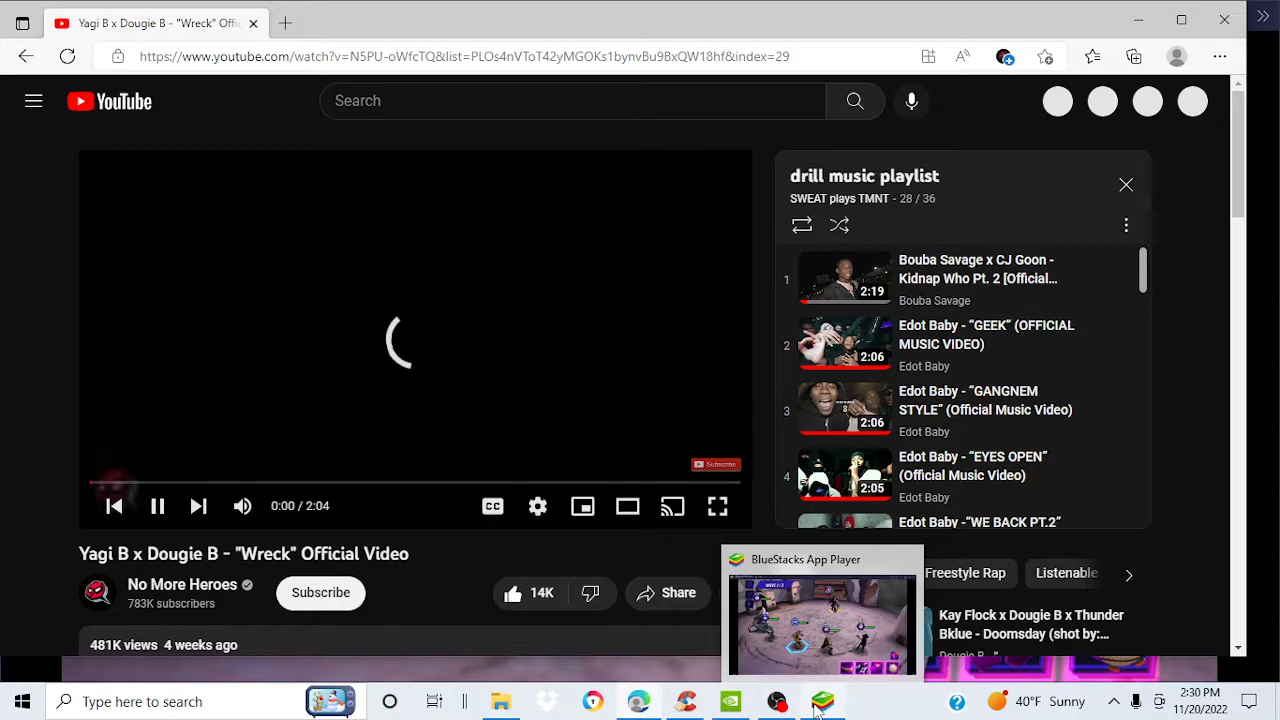 Yagi B x Dougie B - "Wreck" Offi
https://www.youtube.com/watch?v=N5PU-oWfcTQ&list=PLOs4nVToT42yMGOKs1bynvBu9BxQW18hf&index=29
YouTube
Search
drill music playlist
SWEAT plays TMNT - 28 / 36
1
2:19
Bouba Savage x CJ Goon -
Kidnap Who Pt. 2 [Official...
Bouba Savage
2
2:06
Edot Baby - “GEEK” (OFFICIAL
MUSIC VIDEO)
Edot Baby
3
2:06
Edot Baby - “GANGNEM
STYLE” (Official Music Video)
Edot Baby
4
2:05
Edot Baby - “EYES OPEN”
(Official Music Video)
Edot Baby
Edot Baby -“WE BACK PT.2”
Subscribe
0:00 / 2:04
CC
Yagi B x Dougie B - "Wreck" Official Video
No More Heroes
783K subscribers
Subscribe
14K
Share
481K views 4 weeks ago
BlueStacks App Player
Freestyle Rap
Listenable
Kay Flock x Dougie B x Thunder
Bklue - Doomsday (shot by:...
Type here to search
40°F Sunny
2:30 PM
11/20/2022